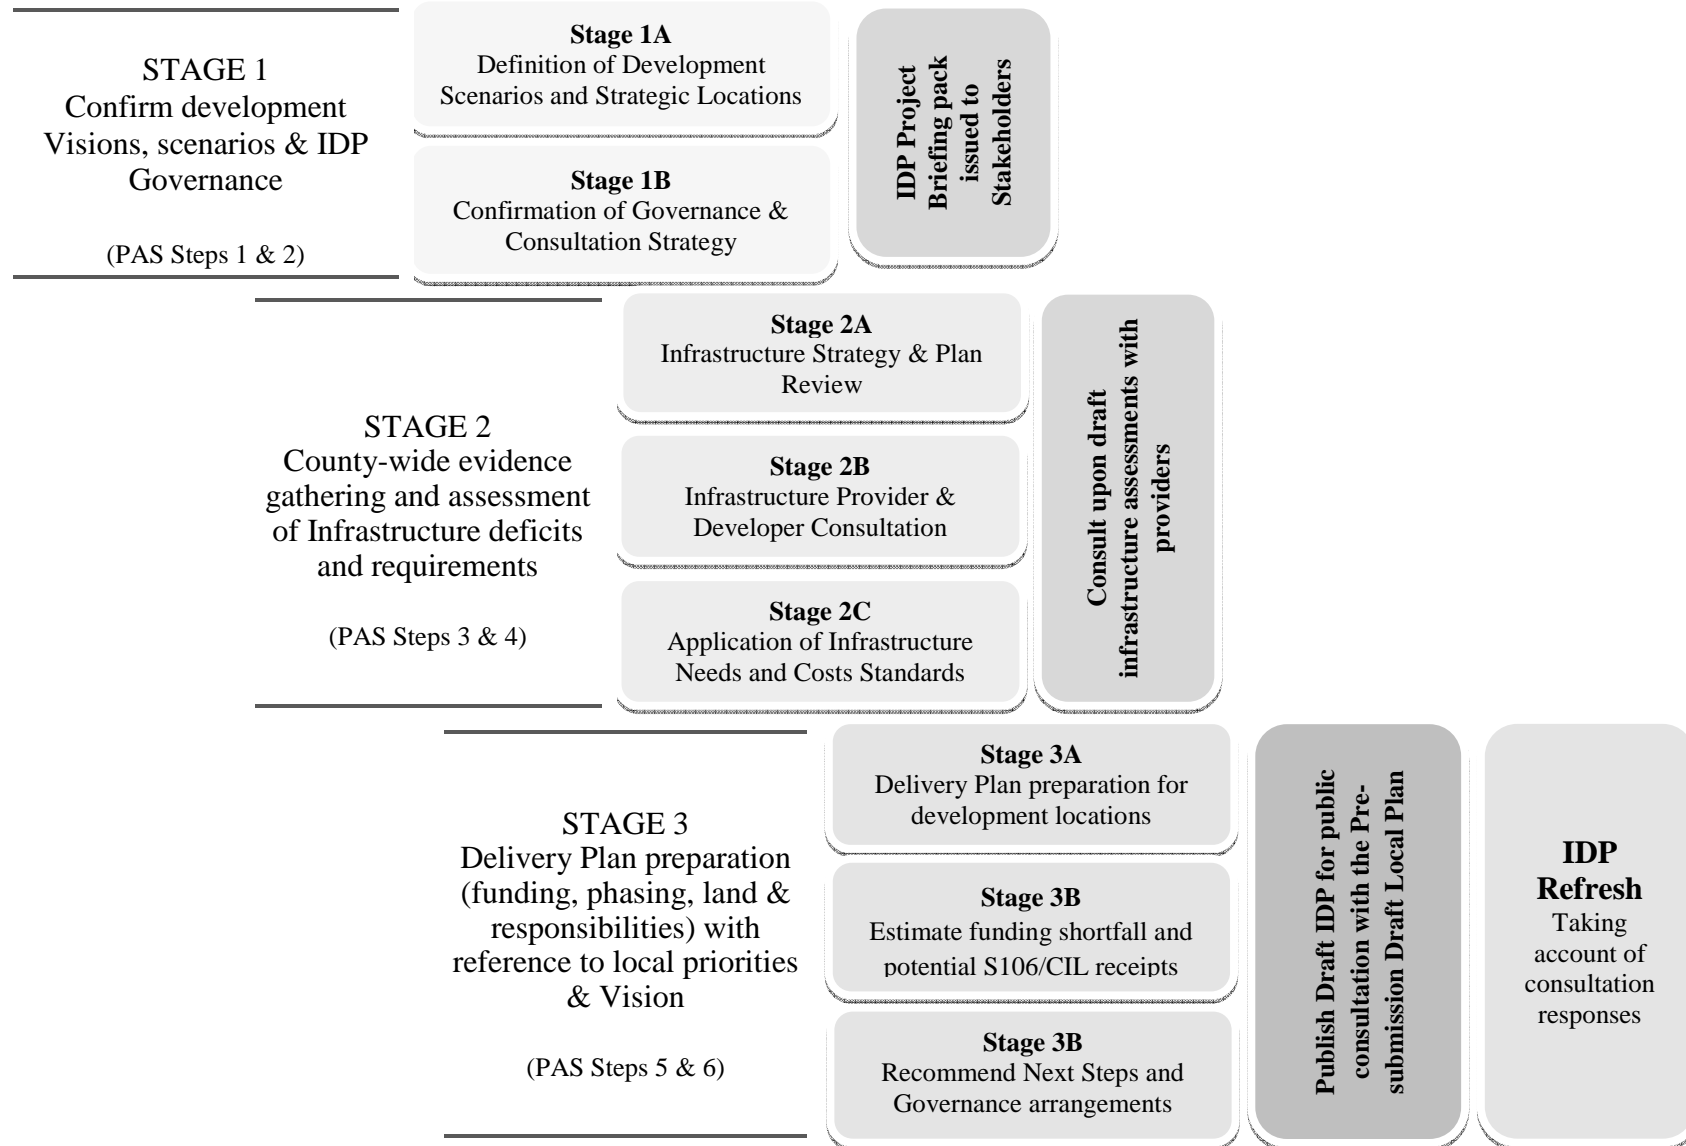 STAGE 1
Confirm development
Visions, scenarios & IDP
Governance
(PAS Steps 1 & 2)
Stage 1A
Definition of Development
Scenarios and Strategic Locations
Stage 1B
Confirmation of Governance &
Consultation Strategy
IDP Project
Briefing pack
issued to
Stakeholders
STAGE 2
County-wide evidence
gathering and assessment
of Infrastructure deficits
and requirements
(PAS Steps 3 & 4)
Stage 2A
Infrastructure Strategy & Plan
Review
Stage 2B
Infrastructure Provider &
Developer Consultation
Stage 2C
Application of Infrastructure
Needs and Costs Standards
Consult upon draft
infrastructure assessments with
providers
STAGE 3
Delivery Plan preparation
(funding, phasing, land &
responsibilities) with
reference to local priorities
& Vision
(PAS Steps 5 & 6)
Stage 3A
Delivery Plan preparation for
development locations
Stage 3B
Estimate funding shortfall and
potential S106/CIL receipts
Stage 3B
Recommend Next Steps and
Governance arrangements
Publish Draft IDP for public
consultation with the Pre-
submission Draft Local Plan
IDP
Refresh
Taking
account of
consultation
responses